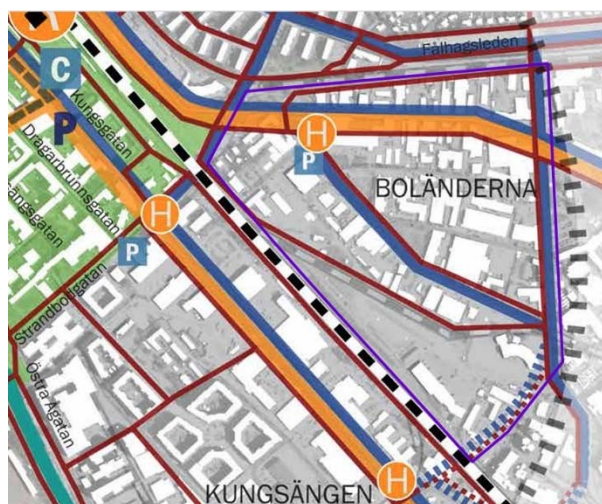 Fålhagsleden
C
Kungsgatan
P
H
P
Dragarbrunnsgatan
BOLÄNDERNA
H
P
Strandbodgatan
Östra Ågatan
H
KUNGSÄNGEN